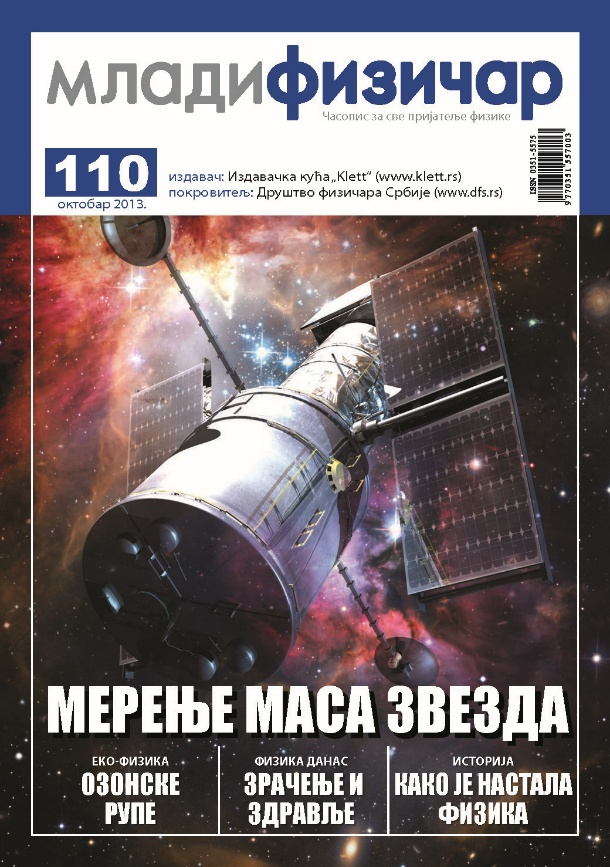 младифизичар
Часопис за све пријатеље физике
110
октобар 2013.
издавач: Издавачка кућа „Klett“ (www.klett.rs)
покровитељ: Друштво физичара Србије (www.dfs.rs)
ISSN 0351-5575
9 770351 557003
МЕРЕЊЕ МАСА ЗВЕЗДА
ЕКО-ФИЗИКА
ОЗОНСКЕ
РУПЕ
ФИЗИКА ДАНАС
ЗРАЧЕЊЕ И
ЗДРАВЉЕ
ИСТОРИЈА
КАКО ЈЕ НАСТАЛА
ФИЗИКА